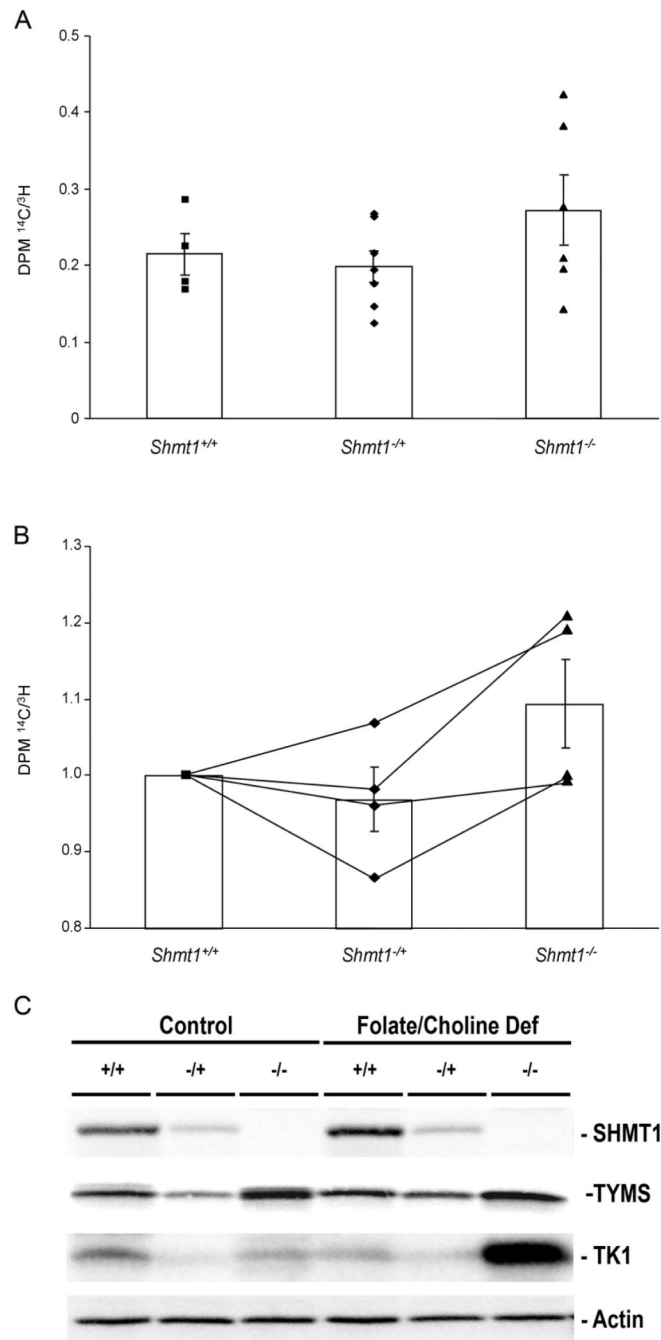 A
0.5
0.4
0.3
0.2
0.1
0
DPM ¹⁴C/³H
Shmt1⁺/⁺ Shmt1⁻/⁺ Shmt1⁻/⁻
B
1.3
1.2
1.1
1.0
0.9
0.8
DPM ¹⁴C/³H
Shmt1⁺/⁺ Shmt1⁻/⁺ Shmt1⁻/⁻
C
Control Folate/Choline Def
+/+ -/+ -/- +/+ -/+ -/-
- SHMT1
-TYMS
- TK1
- Actin